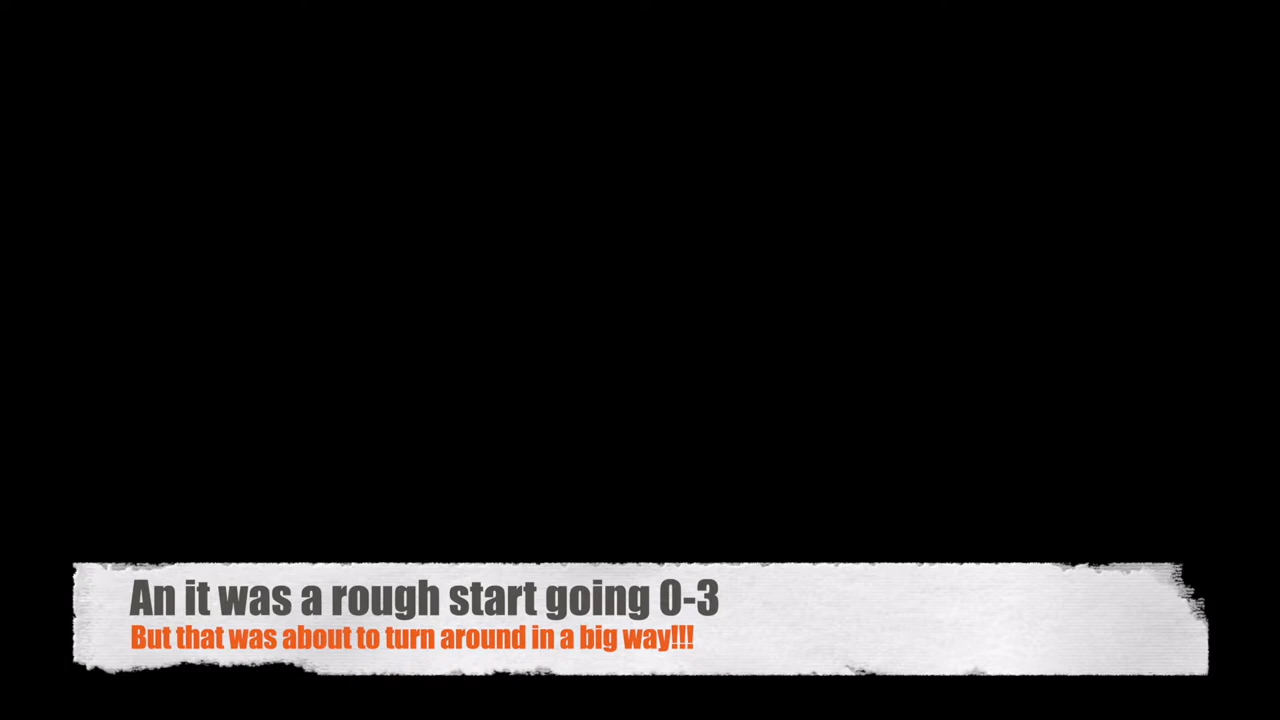 An it was a rough start going 0-3
But that was about to turn around in a big way!!!